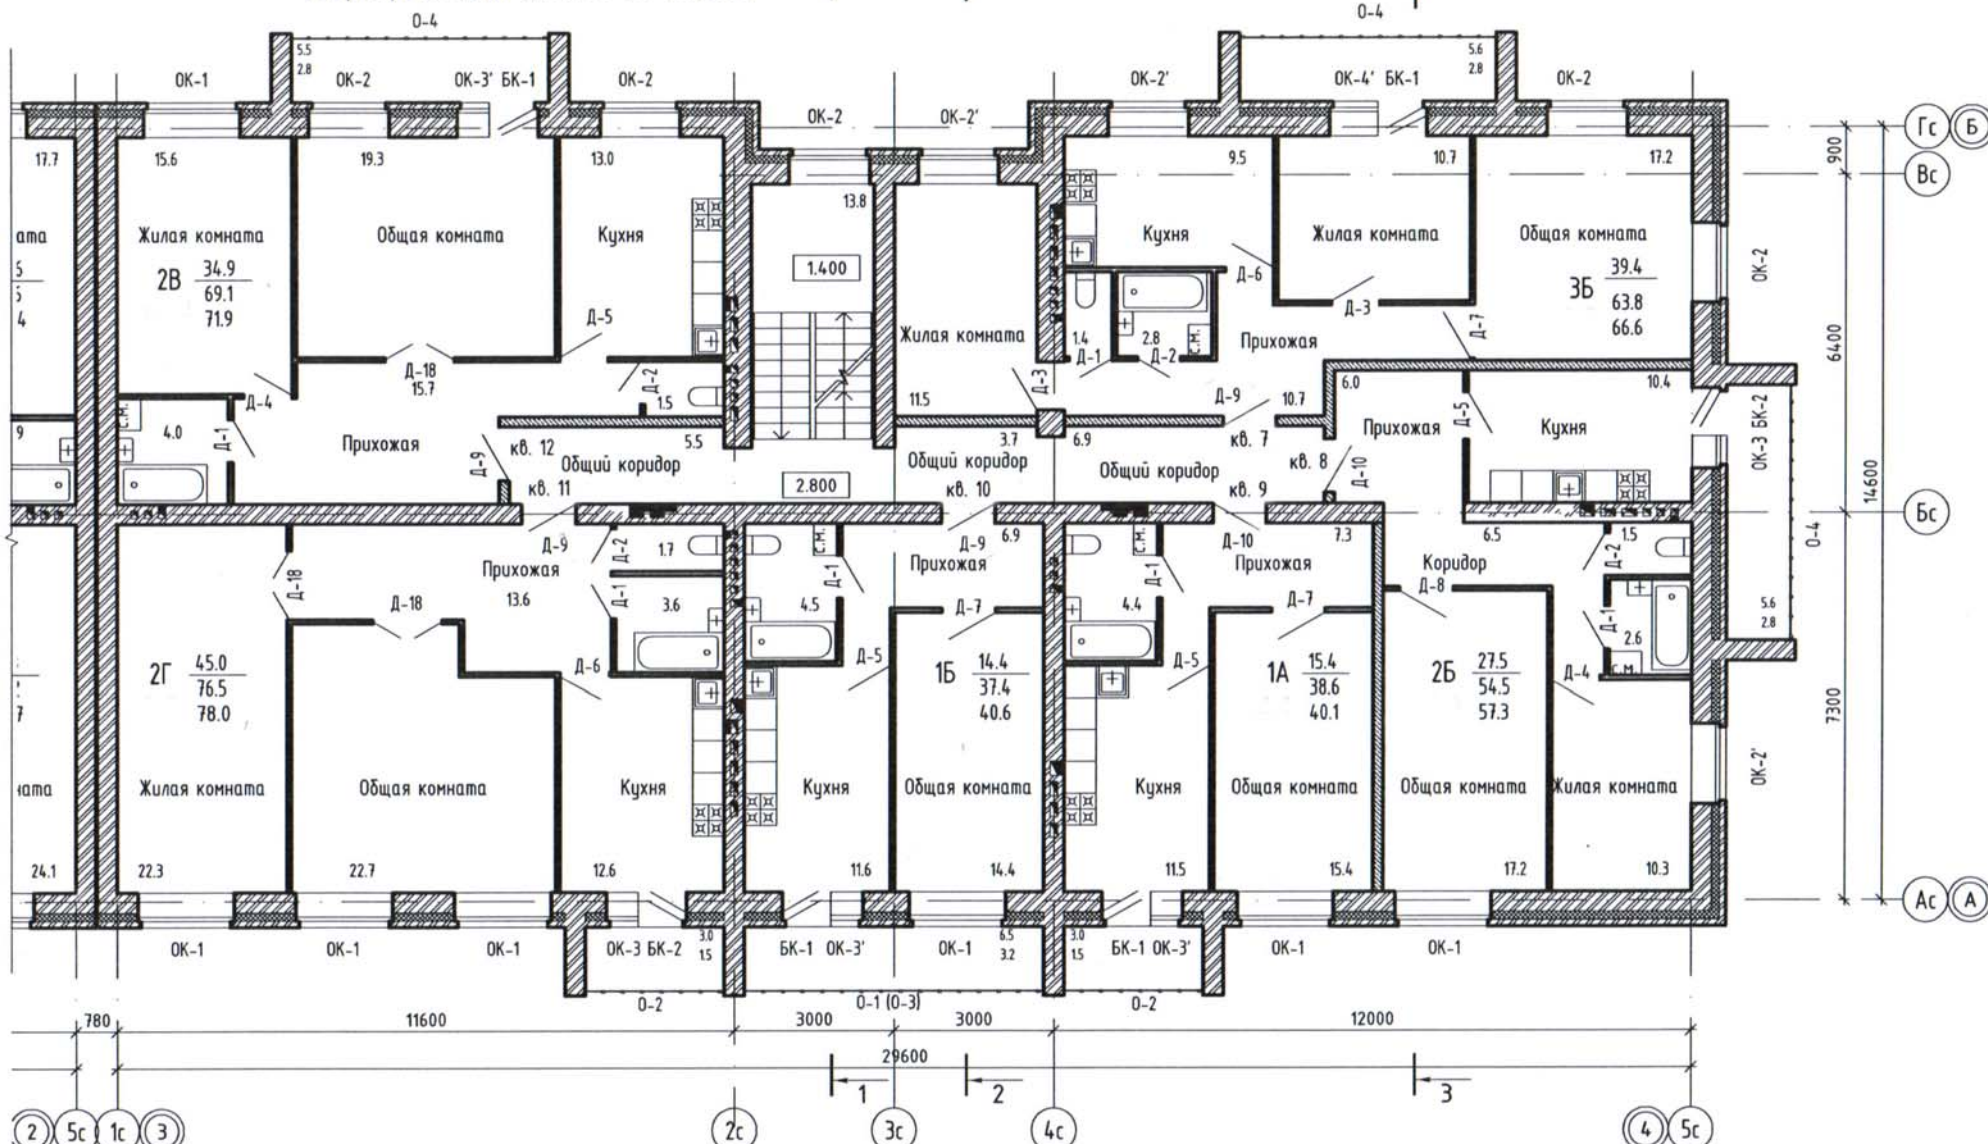 О-4 О-4
5.5 5.6
2.8 2.8
ОК-1 ОК-2 ОК-3' БК-1 ОК-2 ОК-2' ОК-4' БК-1 ОК-2
ОК-2 ОК-2'
Гс Б
900
17.7 15.6 19.3 13.0 9.5 10.7 17.2
Вс
13.8
ата Жилая комната Общая комната Кухня Кухня Жилая комната Общая комната
ОК-2
1.400
2В 34.9
69.1
71.9
Д-6
3Б 39.4
63.8
66.6
5
5
4
Д-5 Д-3 Д-7
Жилая комната 1.4 2.8 С.М. Прихожая
6400
Д-1 Д-2
Д-18
15.7
Д-2 Д-3 6.0 10.4
Д-4 1.5 11.5 Д-9 10.7
С.М. 4.0 Д-1 Д-5 ОК-3 БК-2
9 Прихожая 5.5 3.7 6.9 Прихожая Кухня
кв. 12 кв. 7
Д-9 Общий коридор Общий коридор Общий коридор кв. 8 Д-10
14600
кв. 11 2.800 кв. 10 кв. 9
Бс
Д-9 Д-2 1.7 С.М. Д-9 6.9 С.М. Д-10 7.3 6.5 1.5 О-4
Д-18 Прихожая Д-1 Прихожая Д-1 Прихожая Коридор Д-2
13.6 Д-1 Д-8
Д-18 3.6 4.5 Д-7 4.4 Д-7 Д-1 5.6
2.8
2.6
Д-6 Д-5 Д-5 Д-4 С.М.
2Г 45.0
76.5
78.0
1Б 14.4
37.4
40.6
1А 15.4
38.6
40.1
2Б 27.5
54.5
57.3
7
7300
ОК-2'
ната Жилая комната Общая комната Кухня Кухня Общая комната Кухня Общая комната Общая комната Жилая комната
24.1 22.3 22.7 12.6 11.6 14.4 11.5 15.4 17.2 10.3
Ас А
3.0 6.5 3.0
ОК-1 ОК-1 ОК-1 ОК-3 БК-2 БК-1 ОК-3' ОК-1 БК-1 ОК-3' ОК-1 ОК-1
1.5 3.2 1.5
О-2 О-1 (О-3) О-2
780 11600 3000 3000 12000
29600
1 2 3
2 5с 1с 3 2с 3с 4с 4 5с